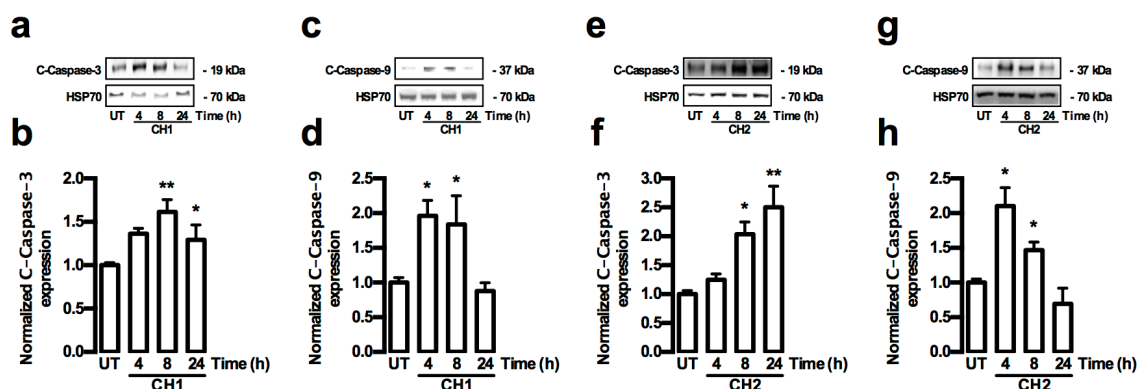 a
C-Caspase-3
- 19 kDa
HSP70
- 70 kDa
UT 4 8 24 Time (h)
CH1
b
Normalized C-Caspase-3
expression
2.0
1.5
1.0
0.5
0.0
**
*
UT 4 8 24 Time (h)
CH1
c
C-Caspase-9
- 37 kDa
HSP70
- 70 kDa
UT 4 8 24 Time (h)
CH1
d
Normalized C-Caspase-9
expression
2.5
2.0
1.5
1.0
0.5
0.0
* *
UT 4 8 24 Time (h)
CH1
e
C-Caspase-3
- 19 kDa
HSP70
- 70 kDa
UT 4 8 24 Time (h)
CH2
f
Normalized C-Caspase-3
expression
3.0
2.5
2.0
1.5
1.0
0.5
0.0
**
*
UT 4 8 24 Time (h)
CH2
g
C-Caspase-9
- 37 kDa
HSP70
- 70 kDa
UT 4 8 24 Time (h)
CH2
h
Normalized C-Caspase-9
expression
2.5
2.0
1.5
1.0
0.5
0.0
*
*
UT 4 8 24 Time (h)
CH2